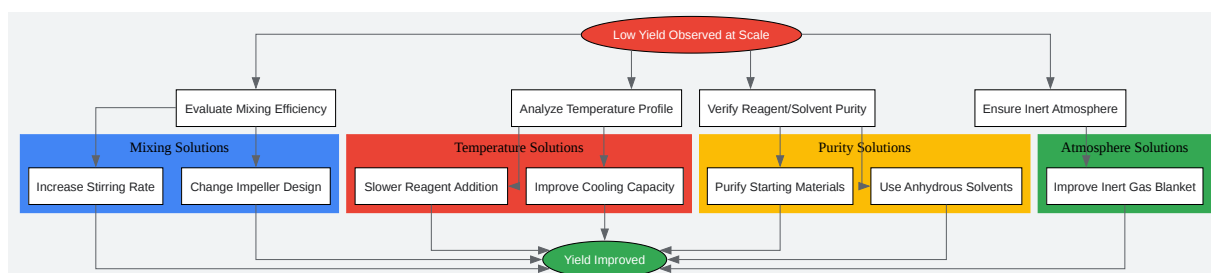 Low Yield Observed at Scale
Evaluate Mixing Efficiency
Analyze Temperature Profile
Verify Reagent/Solvent Purity
Ensure Inert Atmosphere
Mixing Solutions
Temperature Solutions
Purity Solutions
Atmosphere Solutions
Increase Stirring Rate
Change Impeller Design
Slower Reagent Addition
Improve Cooling Capacity
Purify Starting Materials
Use Anhydrous Solvents
Improve Inert Gas Blanket
Yield Improved